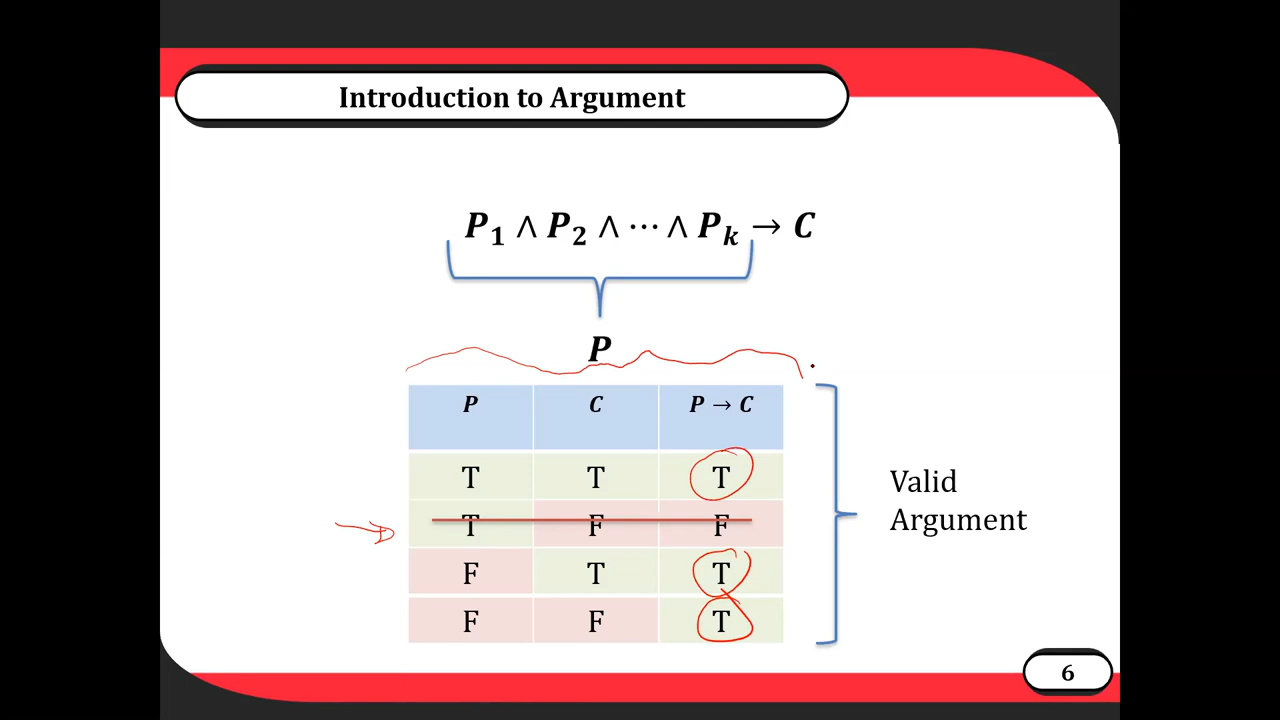 Introduction to Argument
P₁ ∧ P₂ ∧ ⋯ ∧ Pₖ → C
P
P C P → C
T T T
T F F
F T T
F F T
Valid
Argument
6